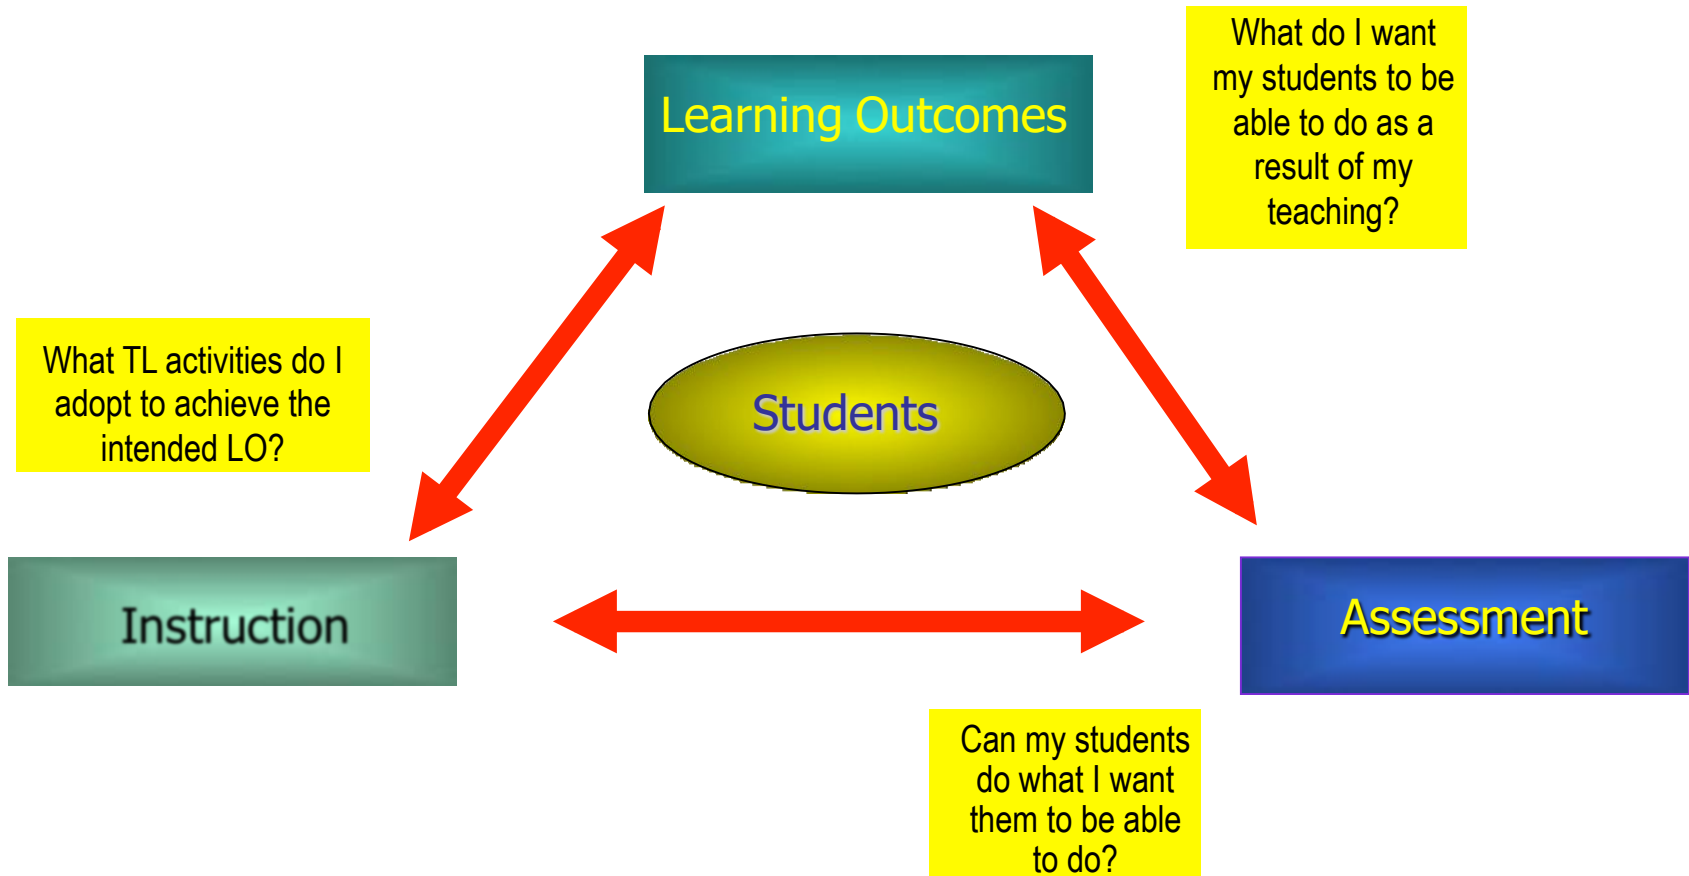 Learning Outcomes
What do I want
my students to be
able to do as a
result of my
teaching?
What TL activities do I
adopt to achieve the
intended LO?
Students
Instruction
Assessment
Can my students
do what I want
them to be able
to do?